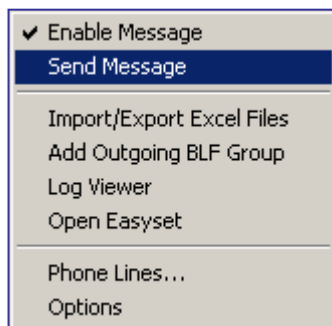 Enable Message
Send Message
Import/Export Excel Files
Add Outgoing BLF Group
Log Viewer
Open Easyset
Phone Lines...
Options